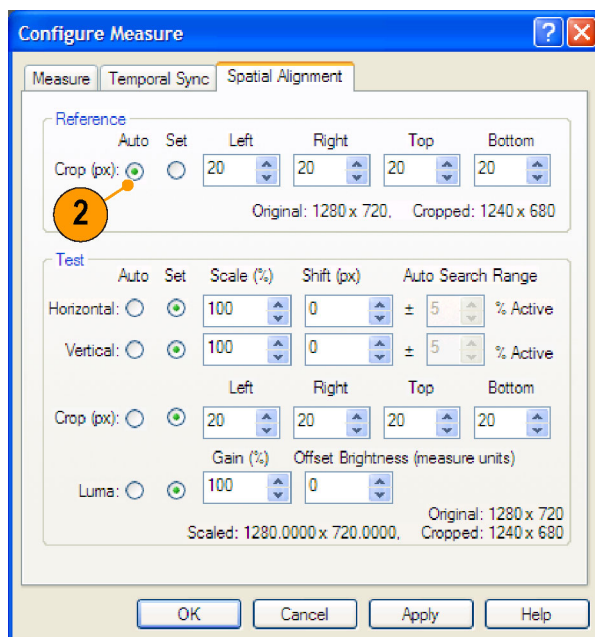 Configure Measure
Measure Temporal Sync Spatial Alignment
Reference
Auto Set Left Right Top Bottom
Crop (px): 20 20 20 20
2
Original: 1280 x 720, Cropped: 1240 x 680
Test
Auto Set Scale (%) Shift (px) Auto Search Range
Horizontal: 100 0 ± 5 % Active
Vertical: 100 0 ± 5 % Active
Left Right Top Bottom
Crop (px): 20 20 20 20
Gain (%) Offset Brightness (measure units)
Luma: 100 0
Original: 1280 x 720
Scaled: 1280.0000 x 720.0000, Cropped: 1240 x 680
OK Cancel Apply Help